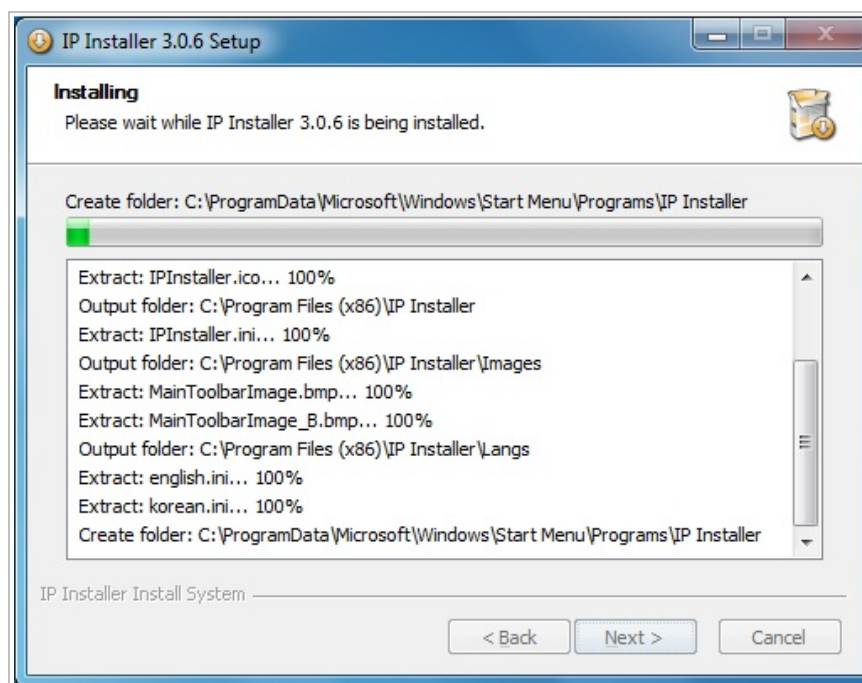 IP Installer 3.0.6 Setup
Installing
Please wait while IP Installer 3.0.6 is being installed.
Create folder: C:\ProgramData\Microsoft\Windows\Start Menu\Programs\IP Installer
Extract: IPInstaller.ico... 100%
Output folder: C:\Program Files (x86)\IP Installer
Extract: IPInstaller.ini... 100%
Output folder: C:\Program Files (x86)\IP Installer\Images
Extract: MainToolbarImage.bmp... 100%
Extract: MainToolbarImage_B.bmp... 100%
Output folder: C:\Program Files (x86)\IP Installer\Langs
Extract: english.ini... 100%
Extract: korean.ini... 100%
Create folder: C:\ProgramData\Microsoft\Windows\Start Menu\Programs\IP Installer
IP Installer Install System
< Back Next > Cancel